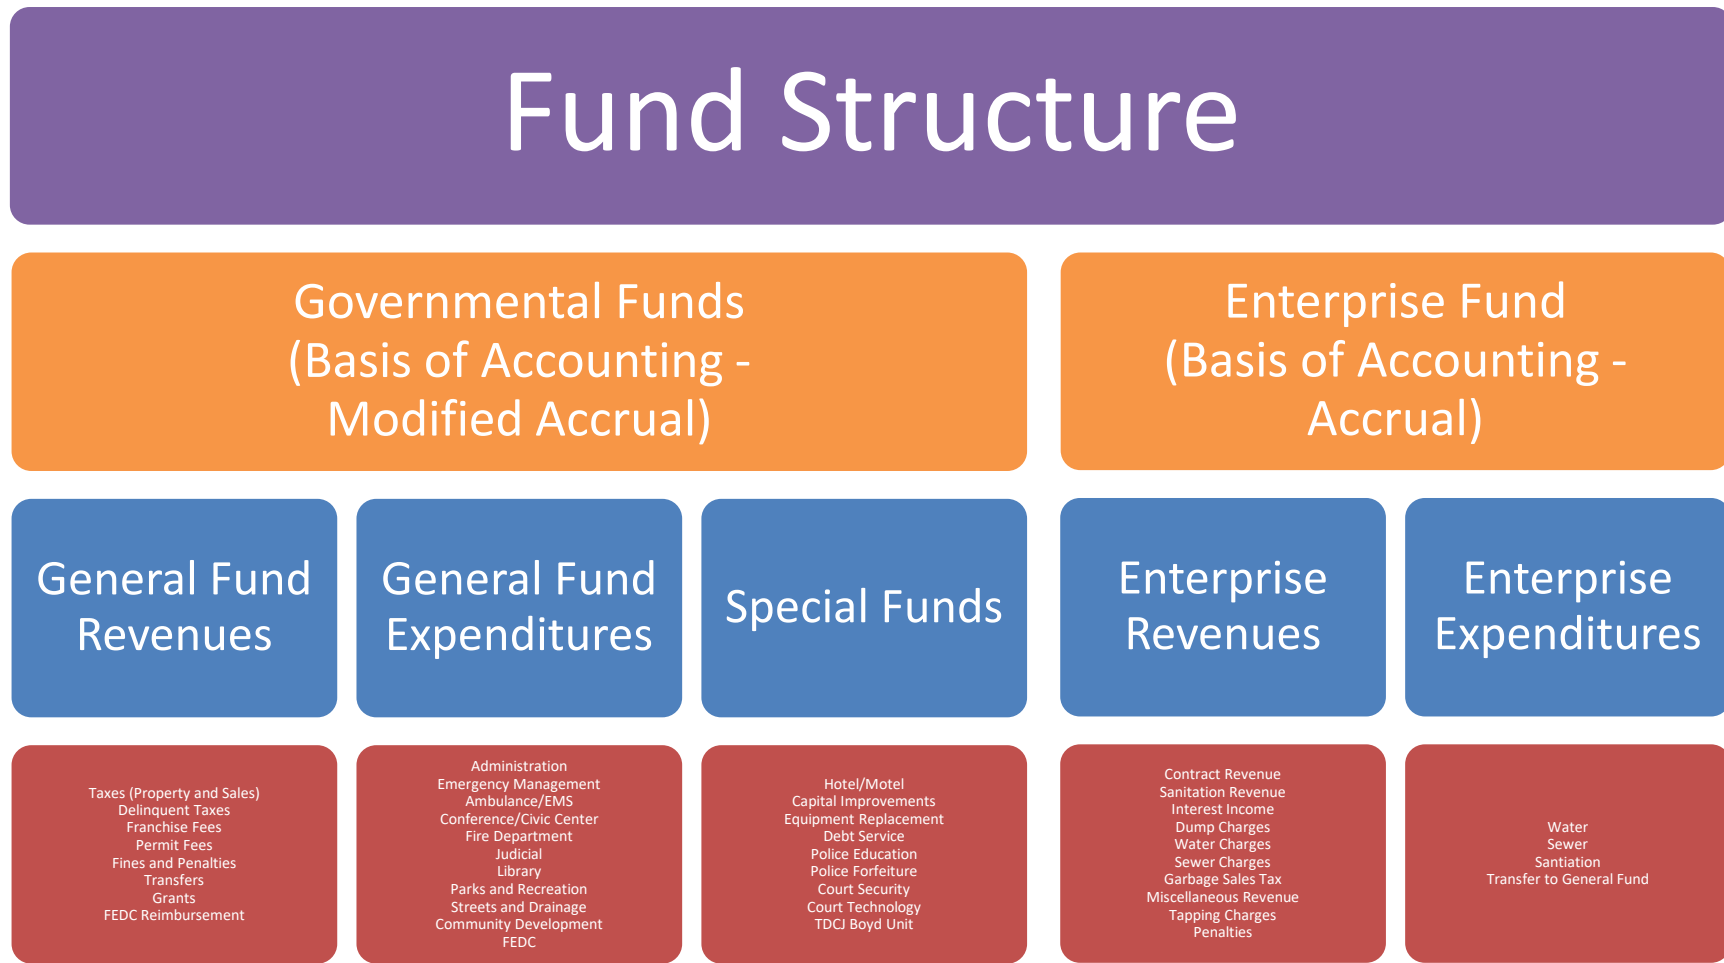 Fund Structure
Governmental Funds
(Basis of Accounting -
Modified Accrual)
Enterprise Fund
(Basis of Accounting -
Accrual)
General Fund
Revenues
General Fund
Expenditures
Special Funds
Enterprise
Revenues
Enterprise
Expenditures
Taxes (Property and Sales)
Delinquent Taxes
Franchise Fees
Permit Fees
Fines and Penalties
Transfers
Grants
FEDC Reimbursement
Administration
Emergency Management
Ambulance/EMS
Conference/Civic Center
Fire Department
Judicial
Library
Parks and Recreation
Streets and Drainage
Community Development
FEDC
Hotel/Motel
Capital Improvements
Equipment Replacement
Debt Service
Police Education
Police Forfeiture
Court Security
Court Technology
TDCJ Boyd Unit
Contract Revenue
Sanitation Revenue
Interest Income
Dump Charges
Water Charges
Sewer Charges
Garbage Sales Tax
Miscellaneous Revenue
Tapping Charges
Penalties
Water
Sewer
Santiation
Transfer to General Fund